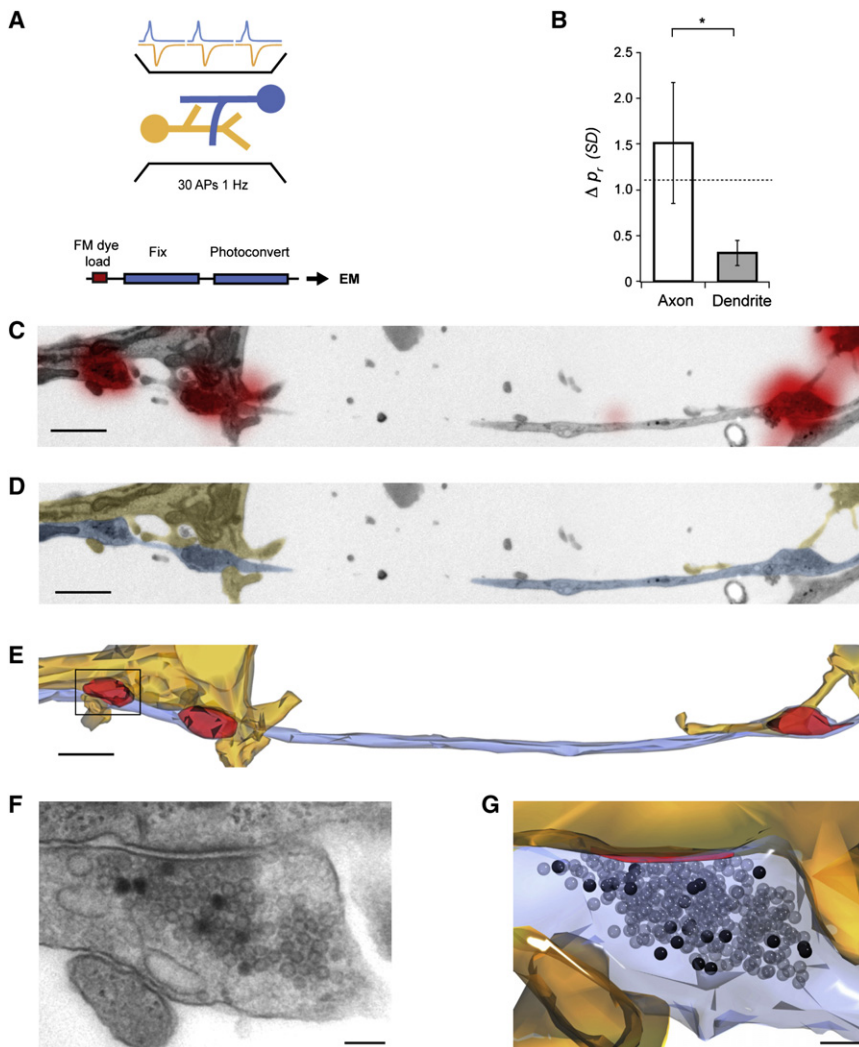 A
30 APs 1 Hz
FM dye
load
Fix
Photoconvert
EM
B
*
2.5
2.0
1.5
1.0
0.5
0
Δ pr (SD)
Axon
Dendrite
C
D
E
F
G